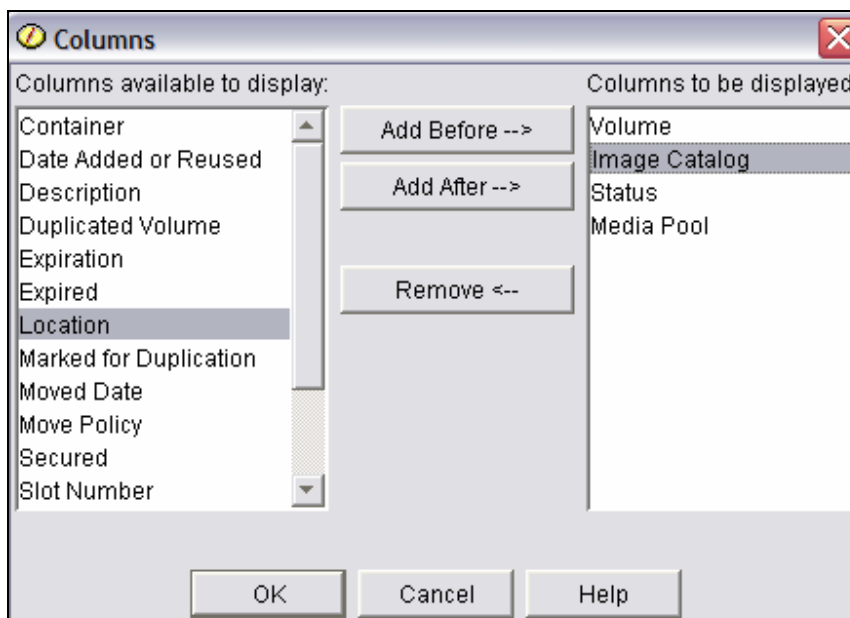 Columns
Columns available to display:
Container
Date Added or Reused
Description
Duplicated Volume
Expiration
Expired
Location
Marked for Duplication
Moved Date
Move Policy
Secured
Slot Number
Add Before -->
Add After -->
Remove <--
Columns to be displayed
Volume
Image Catalog
Status
Media Pool
OK
Cancel
Help